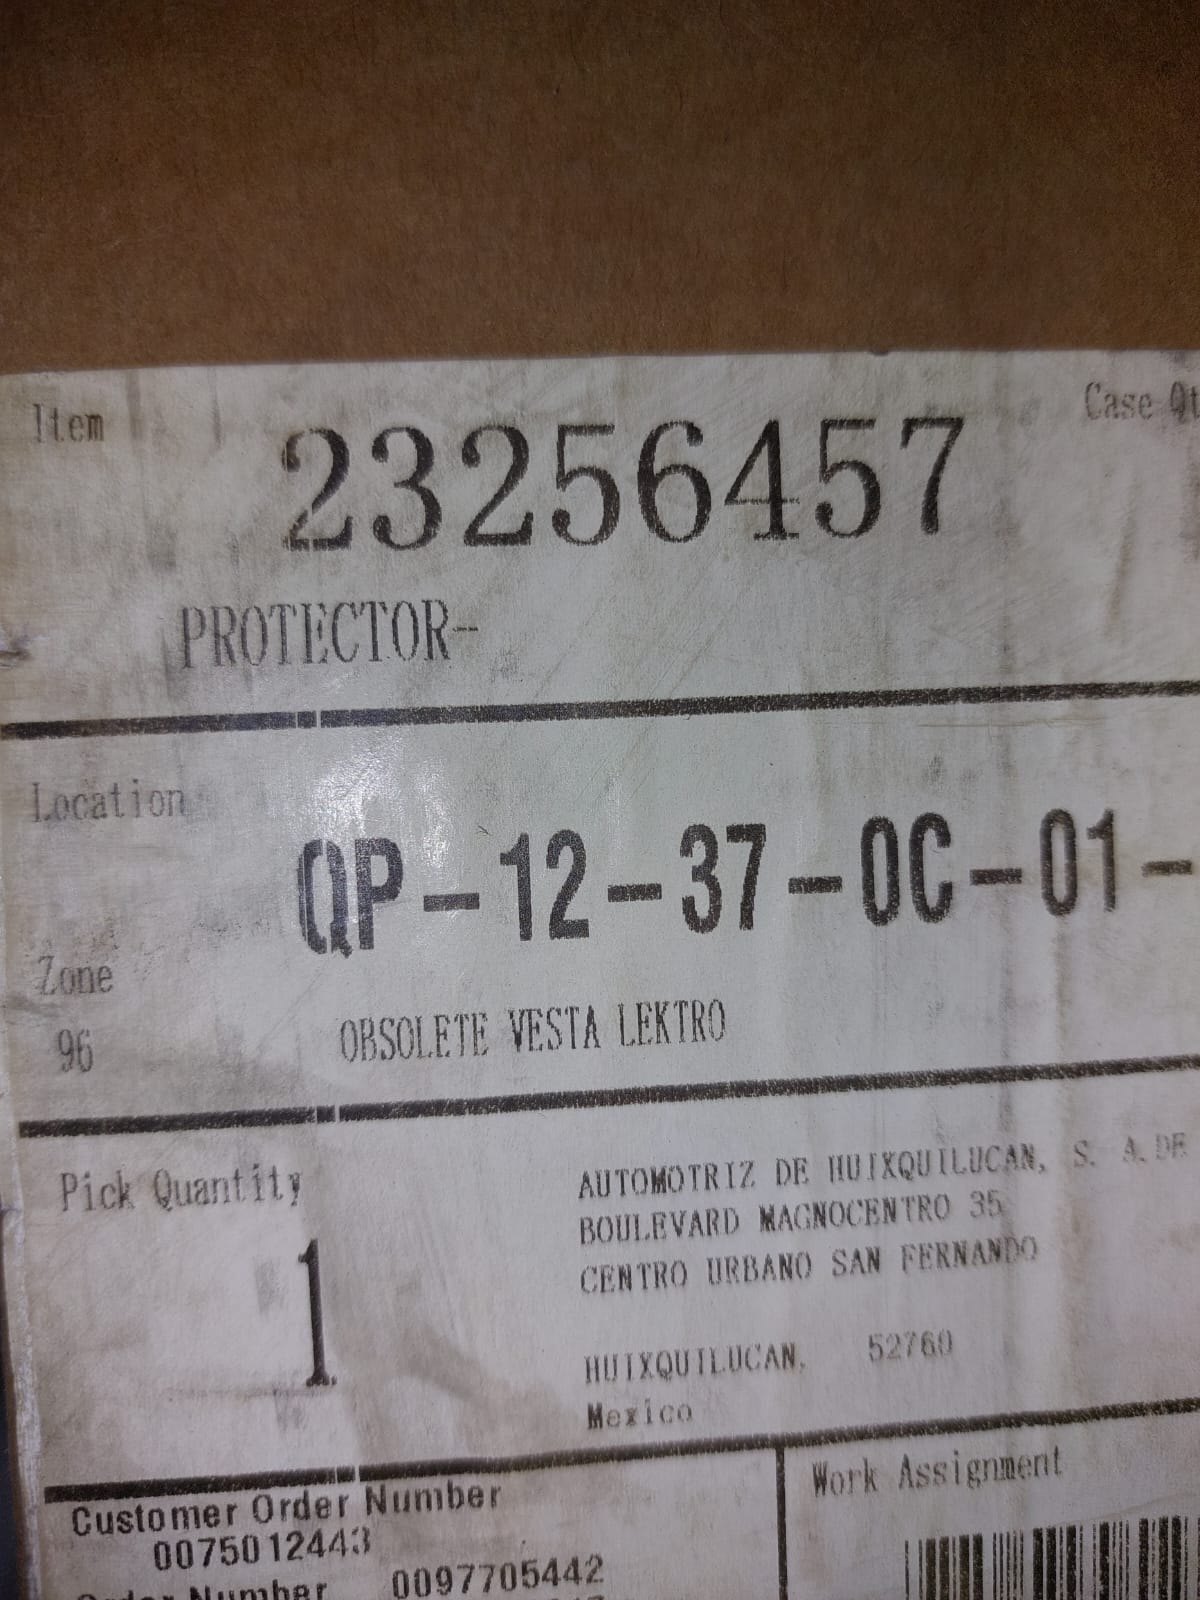 Item
Case Qt
23256457
PROTECTOR-
Location
QP-12-37-0C-01-
Zone
96
OBSOLETE VESTA LEKTRO
Pick Quantity
1
AUTOMOTRIZ DE HUIXQUILUCAN, S. A. DE
BOULEVARD MAGNOCENTRO 35
CENTRO URBANO SAN FERNANDO
HUIXQUILUCAN, 52760
Mexico
Customer Order Number
0075012443
Work Assignment
Order Number 0097705442